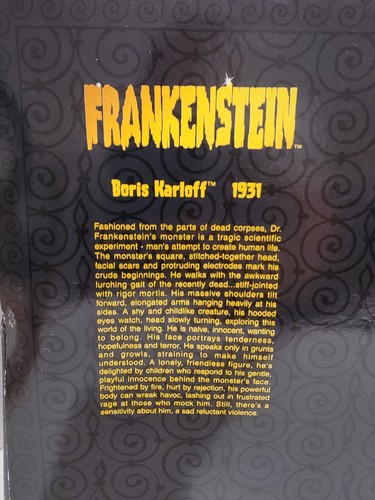 FRANKENSTEIN™
Boris Karloff™ 1931
Fashioned from the parts of dead corpses, Dr.
Frankenstein's monster is a tragic scientific
experiment - man's attempt to create human life.
The monster's square, stitched-together head,
facial scars and protruding electrodes mark his
crude beginnings. He walks with the awkward
lurching gait of the recently dead...stiff-jointed
with rigor mortis. His massive shoulders tilt
forward, elongated arms hanging heavily at his
sides. A shy and childlike creature, his hooded
eyes watch, head slowly turning, exploring this
world of the living. He is naive, innocent, wanting
to belong. His face portrays tenderness,
hopefulness and terror. He speaks only in grunts
and growls, straining to make himself
understood. A lonely, friendless figure, he's
delighted by children who respond to his gentle,
playful innocence behind the monster's face.
Frightened by fire, hurt by rejection, his powerful
body can wreak havoc, lashing out in frustrated
rage at those who mock him. Still, there's a
sensitivity about him, a sad reluctant violence.